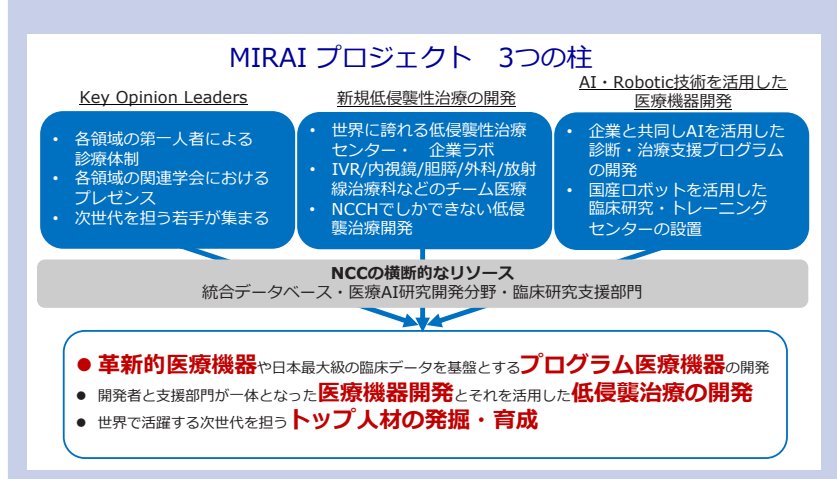 MIRAI プロジェクト　3つの柱
Key Opinion Leaders
• 各領域の第一人者による
診療体制
• 各領域の関連学会における
プレゼンス
• 次世代を担う若手が集まる
新規低侵襲性治療の開発
• 世界に誇れる低侵襲性治療
センター・　企業ラボ
• IVR/内視鏡/胆膵/外科/放射
線治療科などのチーム医療
• NCCHでしかできない低侵
襲治療開発
AI・Robotic技術を活用した
医療機器開発
• 企業と共同しAIを活用した
診断・治療支援プログラム
の開発
• 国産ロボットを活用した
臨床研究・トレーニング
センターの設置
NCCの横断的なリソース
統合データベース・医療AI研究開発分野・臨床研究支援部門
● 革新的医療機器や日本最大級の臨床データを基盤とするプログラム医療機器の開発
● 開発者と支援部門が一体となった医療機器開発とそれを活用した低侵襲治療の開発
● 世界で活躍する次世代を担うトップ人材の発掘・育成